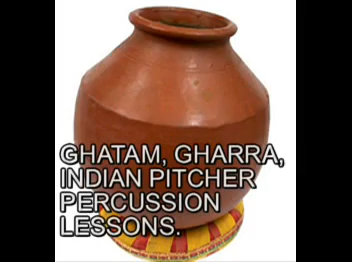 GHATAM, GHARRA,
INDIAN PITCHER
PERCUSSION
LESSONS.